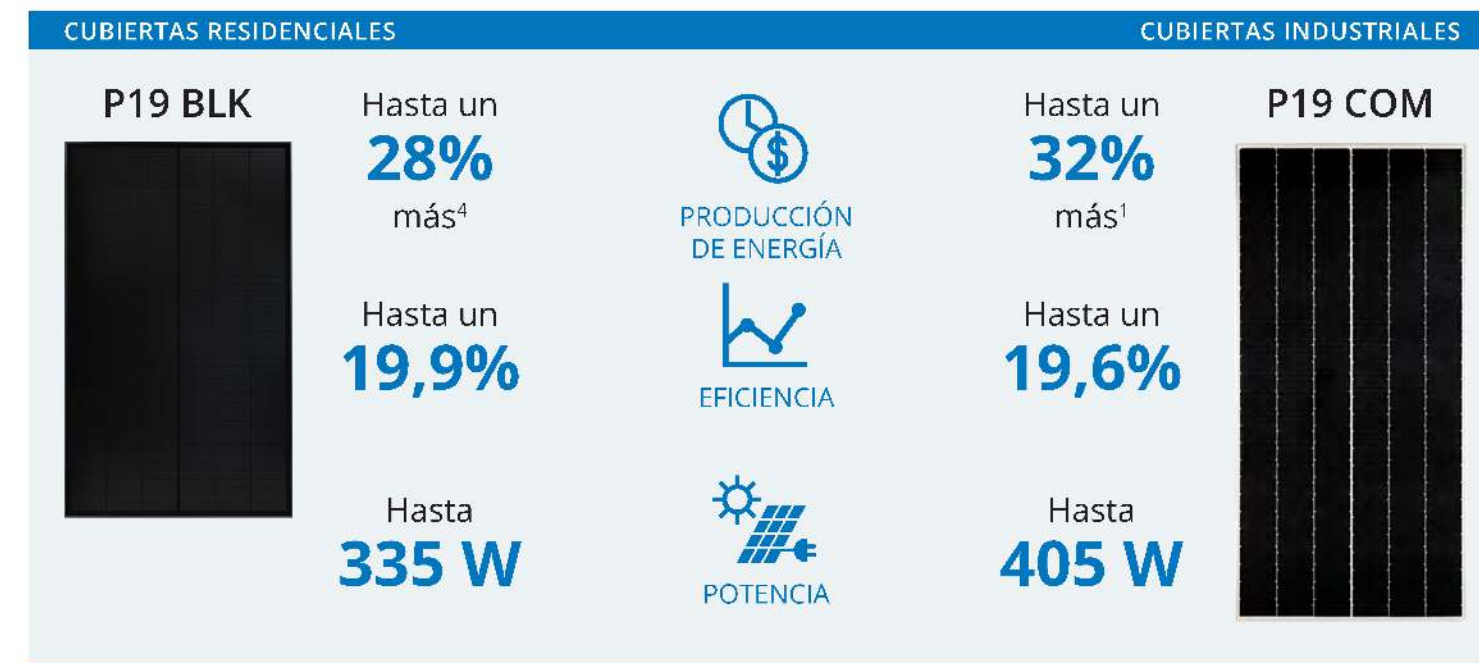 CUBIERTAS RESIDENCIALES
CUBIERTAS INDUSTRIALES
P19 BLK
Hasta un
28%
más⁴
PRODUCCIÓN
DE ENERGÍA
Hasta un
32%
más¹
P19 COM
Hasta un
19,9%
EFICIENCIA
Hasta un
19,6%
Hasta
335 W
POTENCIA
Hasta
405 W